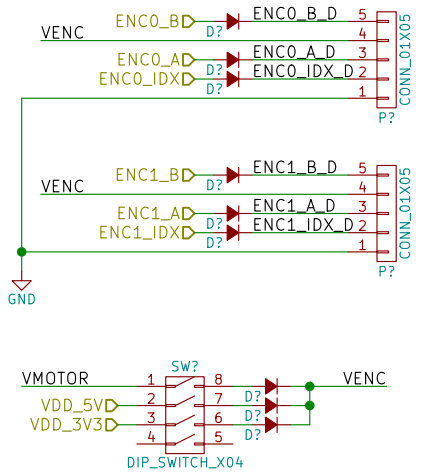 ENC0_B ENC0_B_D 5
D?
VENC 4
ENC0_A ENC0_A_D 3
D?
ENC0_IDX ENC0_IDX_D 2
D?
1
CONN_01X05
P?
ENC1_B ENC1_B_D 5
D?
VENC 4
ENC1_A ENC1_A_D 3
D?
ENC1_IDX ENC1_IDX_D 2
D?
1
CONN_01X05
P?
GND
SW?
VMOTOR 1 8 VENC
D?
VDD_5V 2 7
D?
VDD_3V3 3 6
D?
4 5
DIP_SWITCH_X04